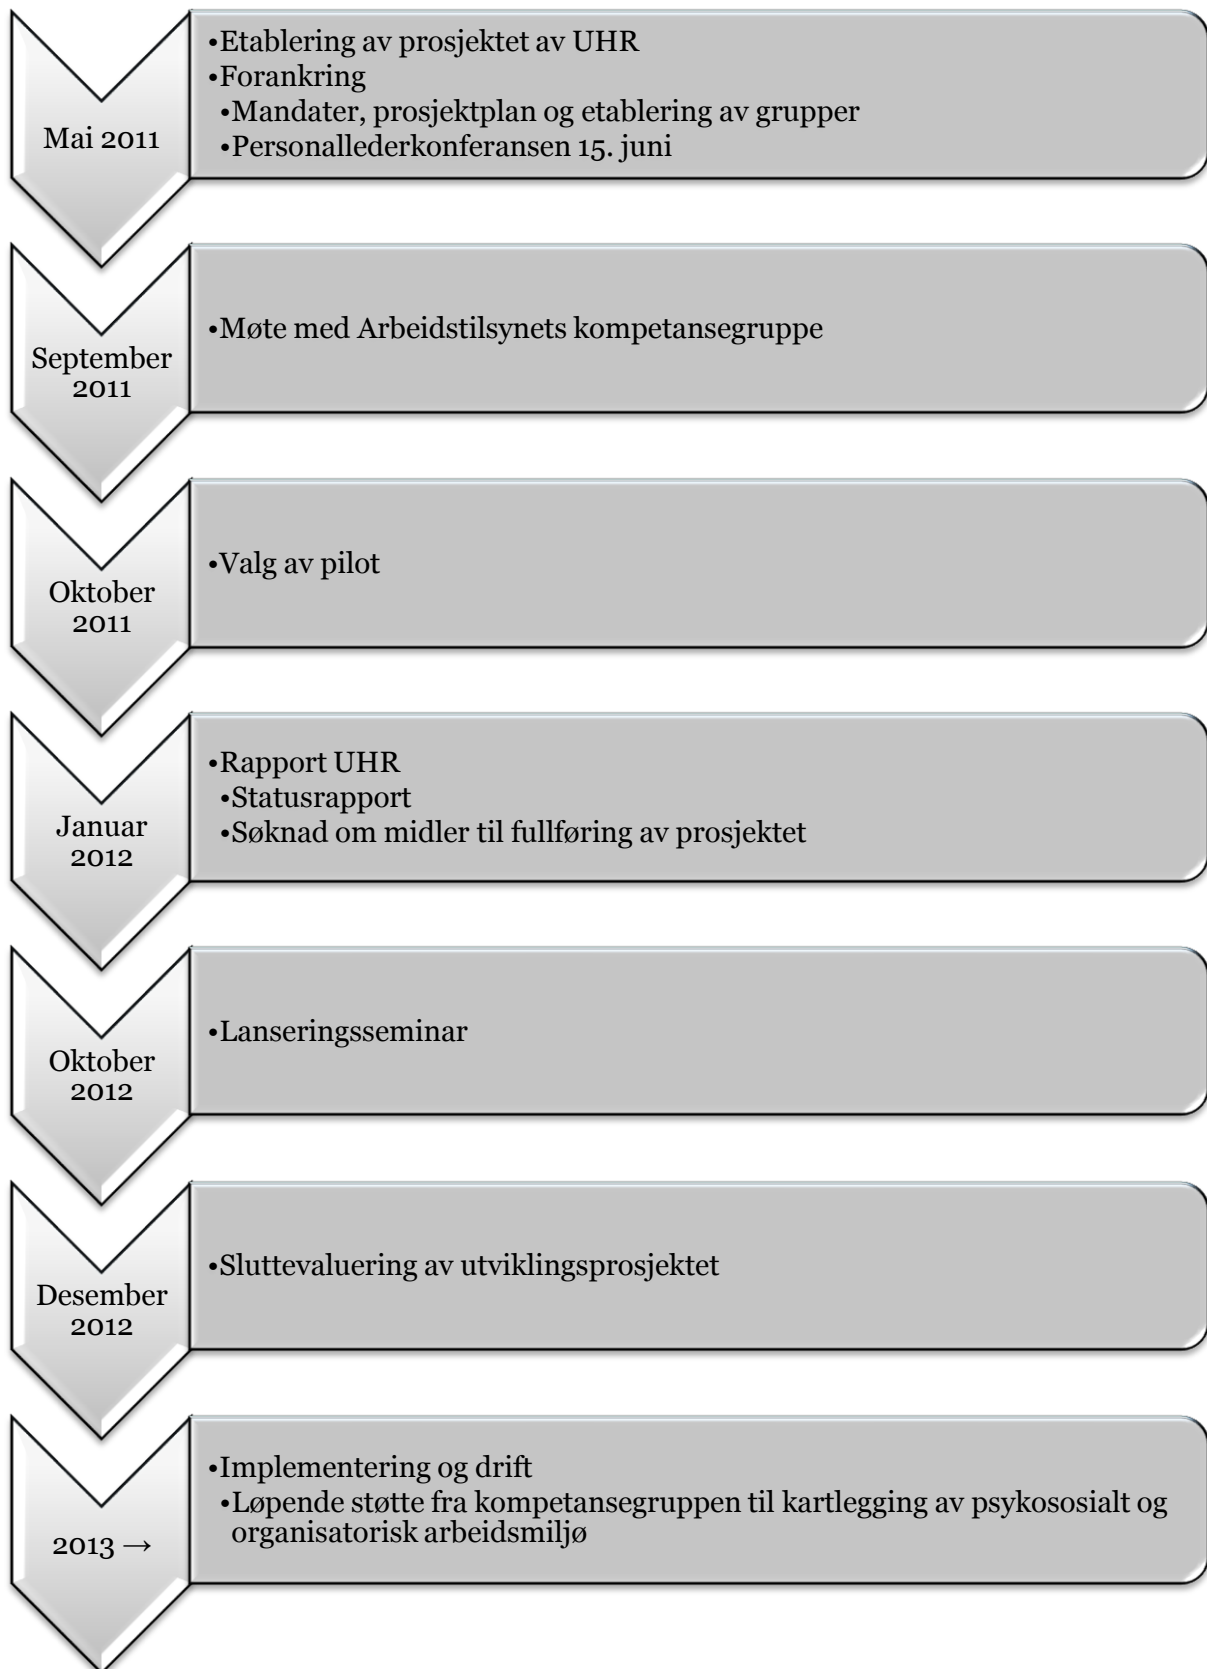 Mai 2011
•Etablering av prosjektet av UHR
•Forankring
•Mandater, prosjektplan og etablering av grupper
•Personallederkonferansen 15. juni
September
2011
•Møte med Arbeidstilsynets kompetansegruppe
Oktober
2011
•Valg av pilot
Januar
2012
•Rapport UHR
•Statusrapport
•Søknad om midler til fullføring av prosjektet
Oktober
2012
•Lanseringsseminar
Desember
2012
•Sluttevaluering av utviklingsprosjektet
2013 →
•Implementering og drift
•Løpende støtte fra kompetansegruppen til kartlegging av psykososialt og
organisatorisk arbeidsmiljø